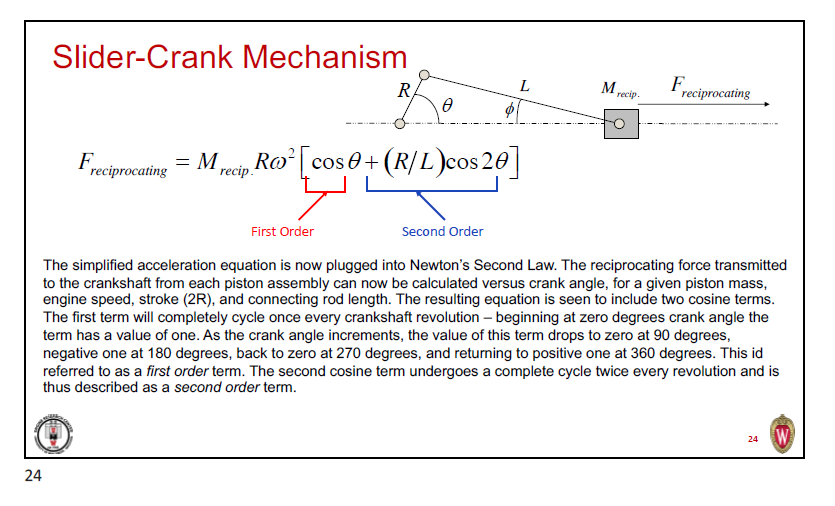 Slider-Crank Mechanism
R
θ
ϕ
L
M recip.
F reciprocating
F reciprocating = M recip. Rω² [cos θ + (R/L)cos 2θ]
First Order
Second Order
The simplified acceleration equation is now plugged into Newton's Second Law. The reciprocating force transmitted
to the crankshaft from each piston assembly can now be calculated versus crank angle, for a given piston mass,
engine speed, stroke (2R), and connecting rod length. The resulting equation is seen to include two cosine terms.
The first term will completely cycle once every crankshaft revolution – beginning at zero degrees crank angle the
term has a value of one. As the crank angle increments, the value of this term drops to zero at 90 degrees,
negative one at 180 degrees, back to zero at 270 degrees, and returning to positive one at 360 degrees. This id
referred to as a first order term. The second cosine term undergoes a complete cycle twice every revolution and is
thus described as a second order term.
24
W
24